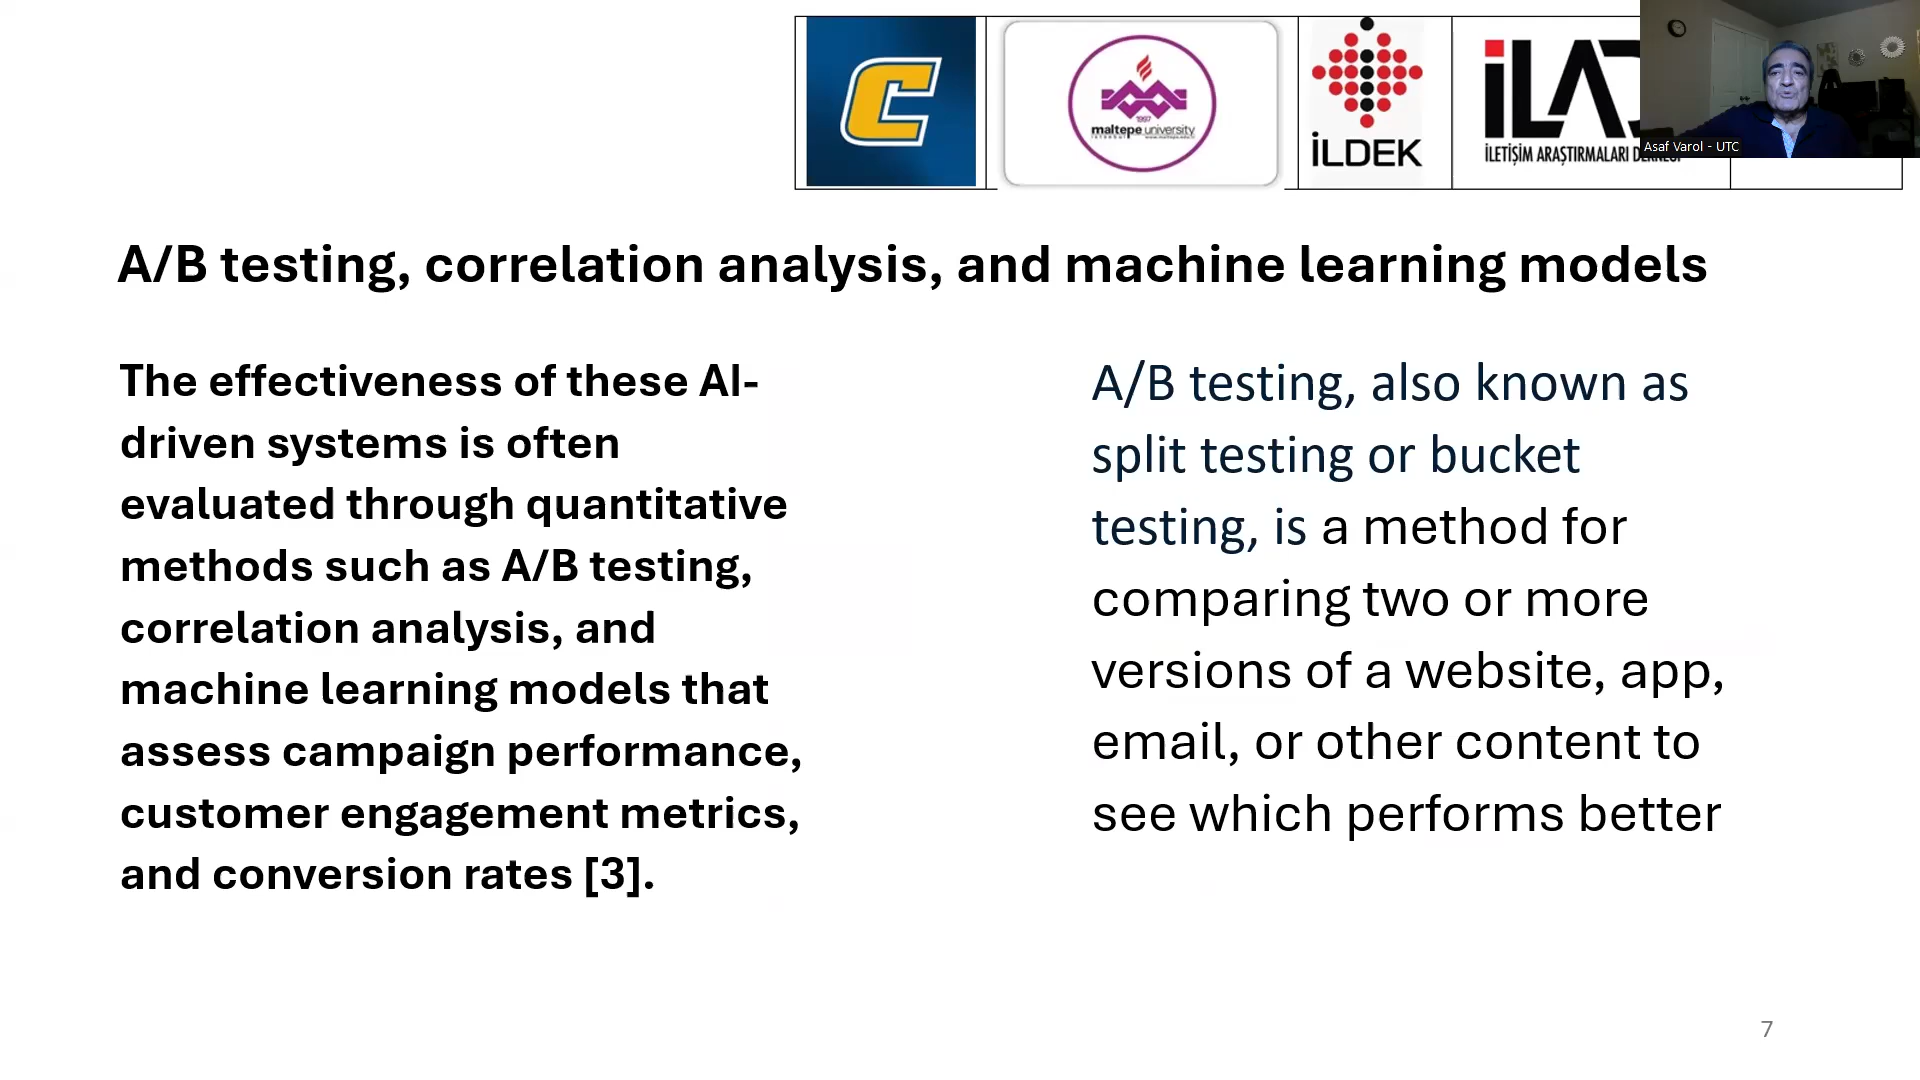 C
1997
maltepe university
İSTANBUL
İLDEK
İLAD
İLETİŞİM ARAŞTIRMALARI DERNEĞİ
Asaf Varol - UTC
A/B testing, correlation analysis, and machine learning models
The effectiveness of these AI-
driven systems is often
evaluated through quantitative
methods such as A/B testing,
correlation analysis, and
machine learning models that
assess campaign performance,
customer engagement metrics,
and conversion rates [3].
A/B testing, also known as
split testing or bucket
testing, is a method for
comparing two or more
versions of a website, app,
email, or other content to
see which performs better
7